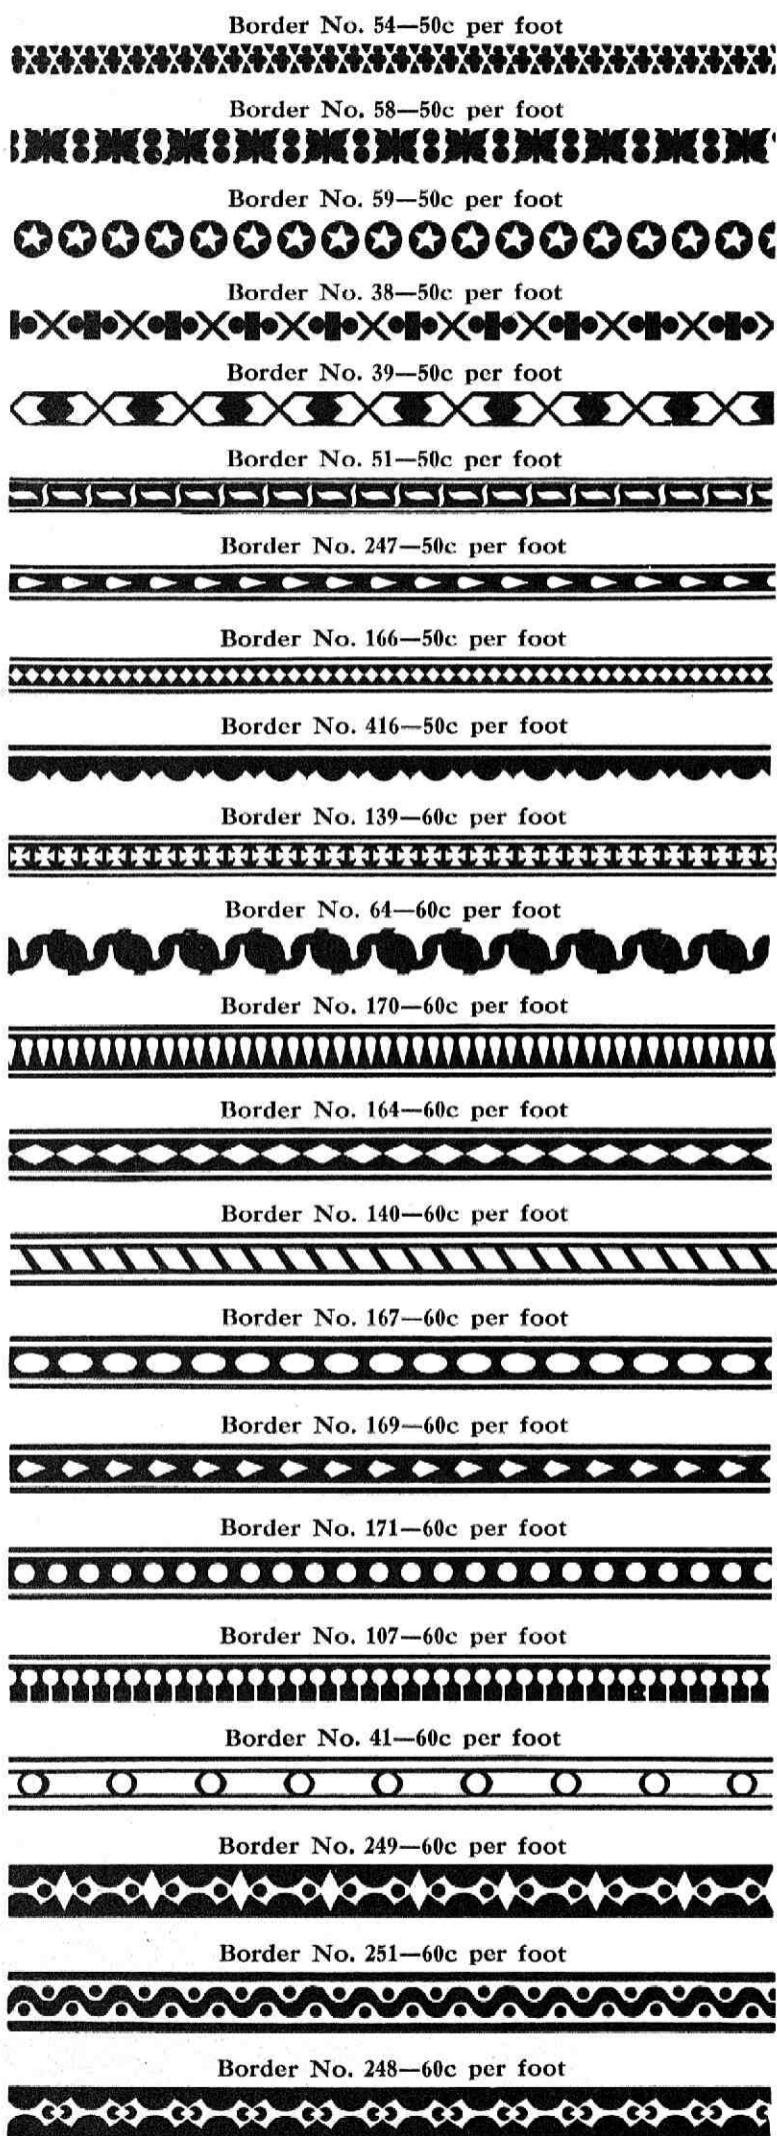 Border No. 54—50c per foot
Border No. 58—50c per foot
Border No. 59—50c per foot
Border No. 38—50c per foot
Border No. 39—50c per foot
Border No. 51—50c per foot
Border No. 247—50c per foot
Border No. 166—50c per foot
Border No. 416—50c per foot
Border No. 139—60c per foot
Border No. 64—60c per foot
Border No. 170—60c per foot
Border No. 164—60c per foot
Border No. 140—60c per foot
Border No. 167—60c per foot
Border No. 169—60c per foot
Border No. 171—60c per foot
Border No. 107—60c per foot
Border No. 41—60c per foot
Border No. 249—60c per foot
Border No. 251—60c per foot
Border No. 248—60c per foot